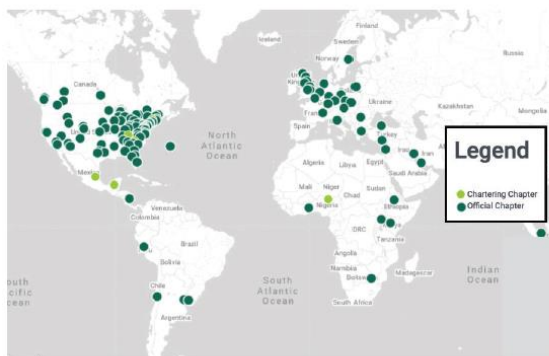 Iceland
Finland
Sweden
Norway
Russia
Canada
Ukraine
Kazakhstan
Mongolia
Spain
Turkey
North
Atlantic
Ocean
Iran
Algeria
Libya
Egypt
Saudi Arabia
Legend
Chartering Chapter
Official Chapter
Mexico
Mali
Niger
Chad
Sudan
Nigeria
Ethiopia
Venezuela
Colombia
DRC
Tanzania
Brazil
Angola
Bolivia
Namibia
Madagascar
Chile
South
Atlantic
Ocean
Indian
Ocean
South Africa
Argentina